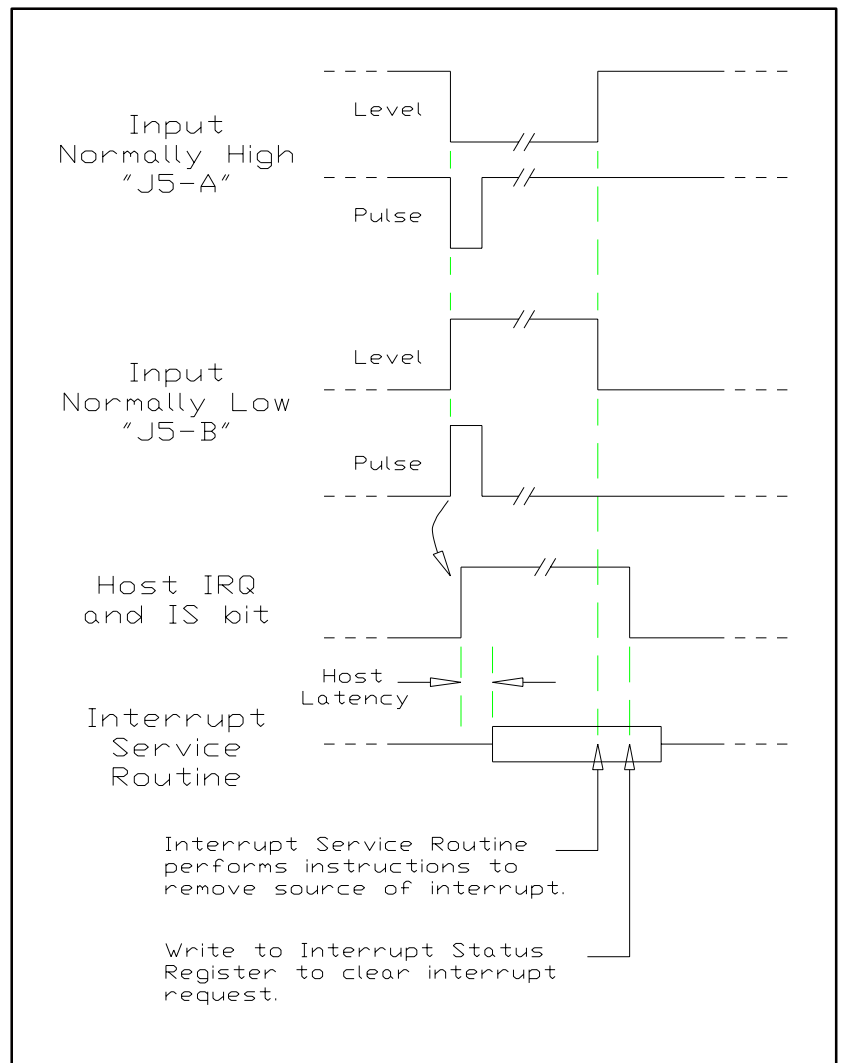 Level
Input
Normally High
"J5-A"
Pulse
Level
Input
Normally Low
"J5-B"
Pulse
Host IRQ
and IS bit
Host
Latency
Interrupt
Service
Routine
Interrupt Service Routine
performs instructions to
remove source of interrupt.
Write to Interrupt Status
Register to clear interrupt
request.